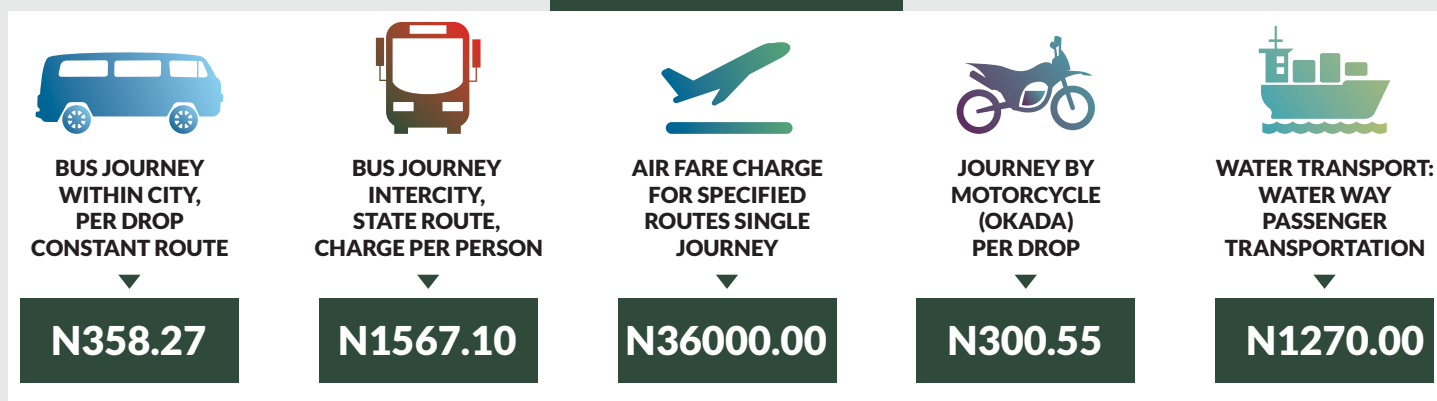 BUS JOURNEY
WITHIN CITY,
PER DROP
CONSTANT ROUTE
N358.27
BUS JOURNEY
INTERCITY,
STATE ROUTE,
CHARGE PER PERSON
N1567.10
AIR FARE CHARGE
FOR SPECIFIED
ROUTES SINGLE
JOURNEY
N36000.00
JOURNEY BY
MOTORCYCLE
(OKADA)
PER DROP
N300.55
WATER TRANSPORT:
WATER WAY
PASSENGER
TRANSPORTATION
N1270.00